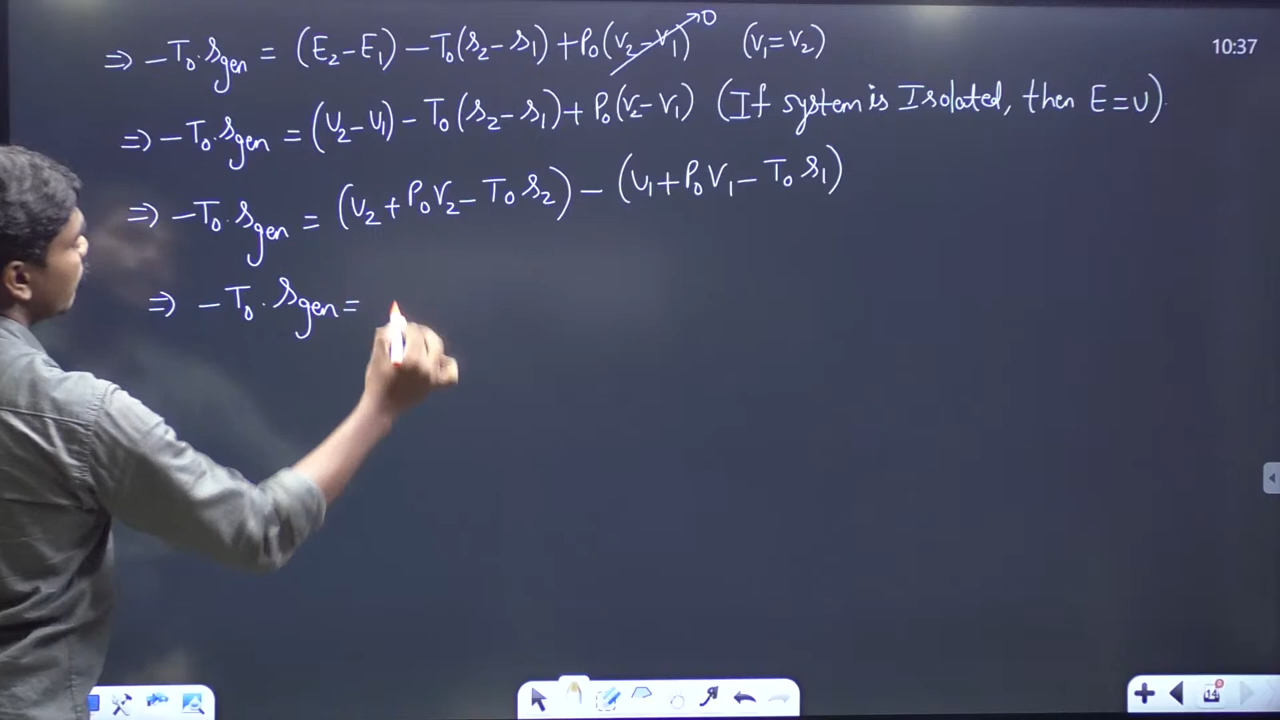 ⇒ -T₀·s_gen = (E₂-E₁) - T₀(s₂-s₁) + P₀(v₂-v₁)↗0 (v₁=v₂)
10:37
⇒ -T₀·s_gen = (U₂-U₁) - T₀(s₂-s₁) + P₀(v₂-v₁) (If system is Isolated, then E=U).
⇒ -T₀·s_gen = (U₂+P₀V₂-T₀s₂) - (U₁+P₀V₁-T₀s₁)
⇒ -T₀·s_gen =
14